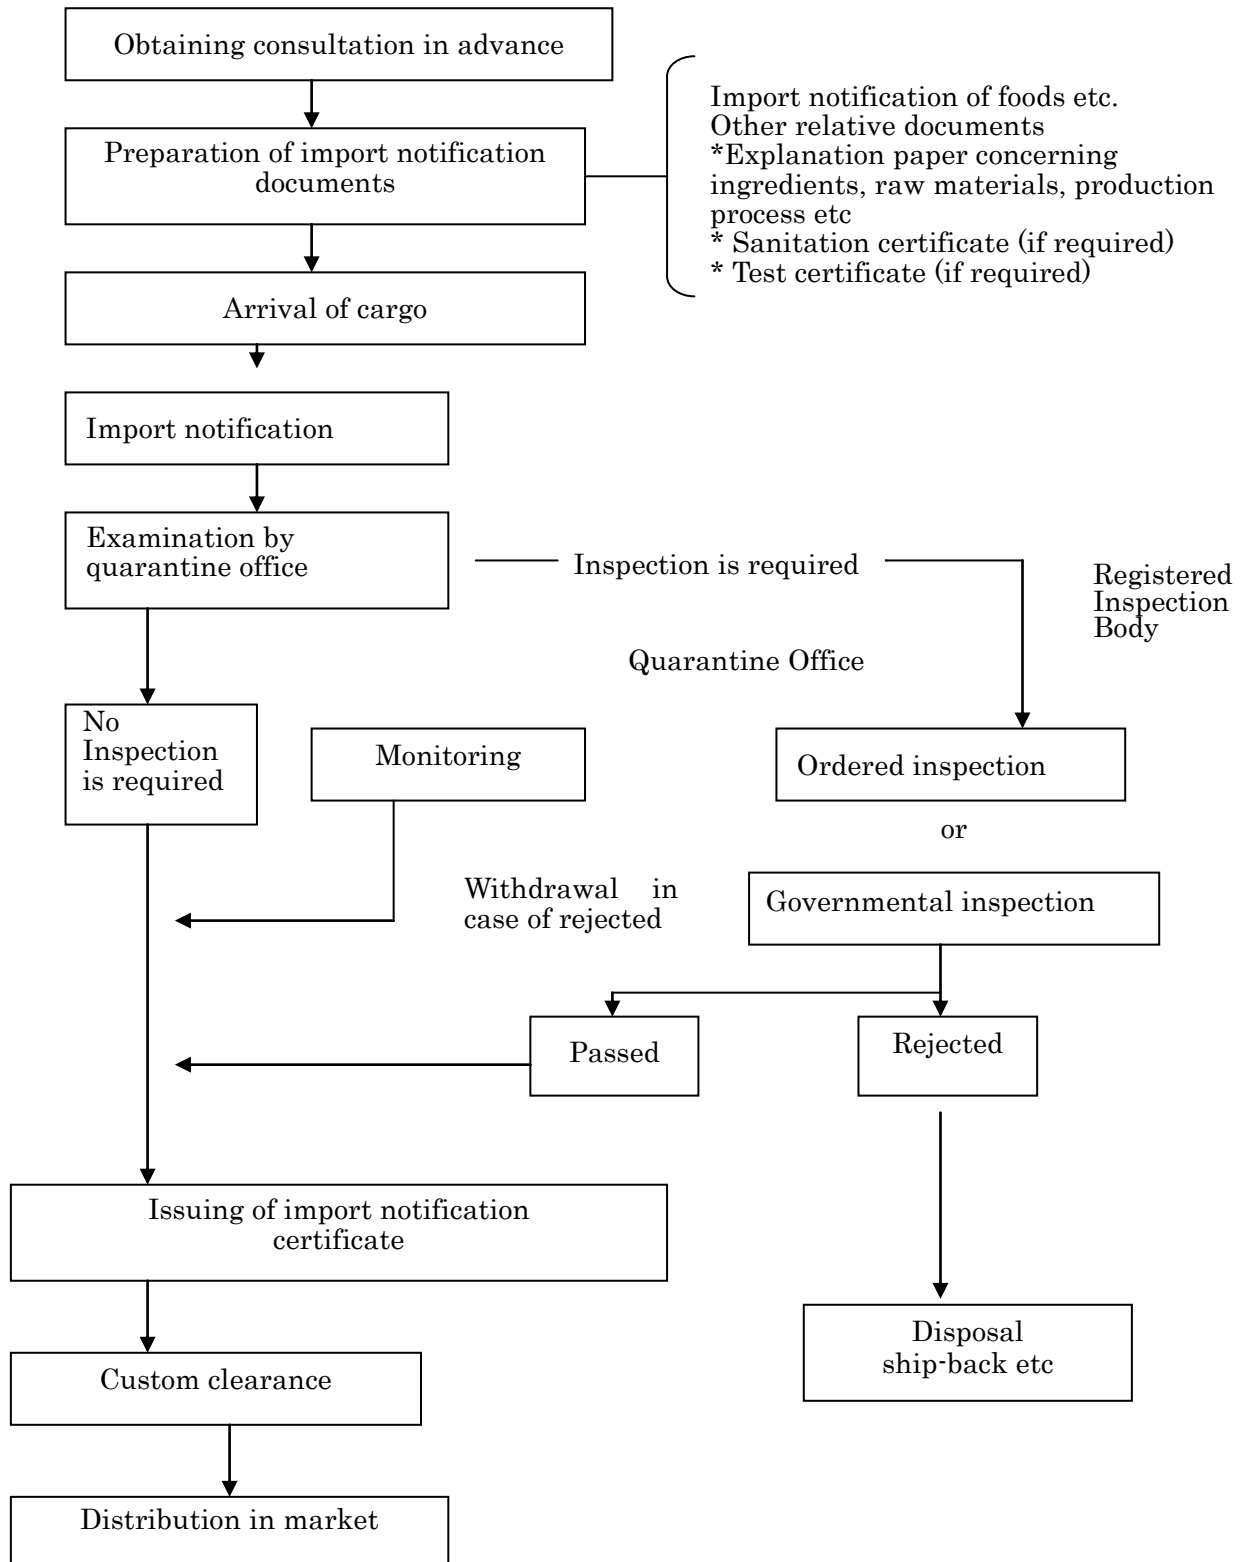 Obtaining consultation in advance
Import notification of foods etc.
Other relative documents
*Explanation paper concerning
ingredients, raw materials, production
process etc
* Sanitation certificate (if required)
* Test certificate (if required)
Preparation of import notification
documents
Arrival of cargo
Import notification
Examination by
quarantine office
Inspection is required
Registered
Inspection
Body
Quarantine Office
No
Inspection
is required
Monitoring
Ordered inspection
or
Withdrawal in
case of rejected
Governmental inspection
Passed
Rejected
Issuing of import notification
certificate
Disposal
ship-back etc
Custom clearance
Distribution in market